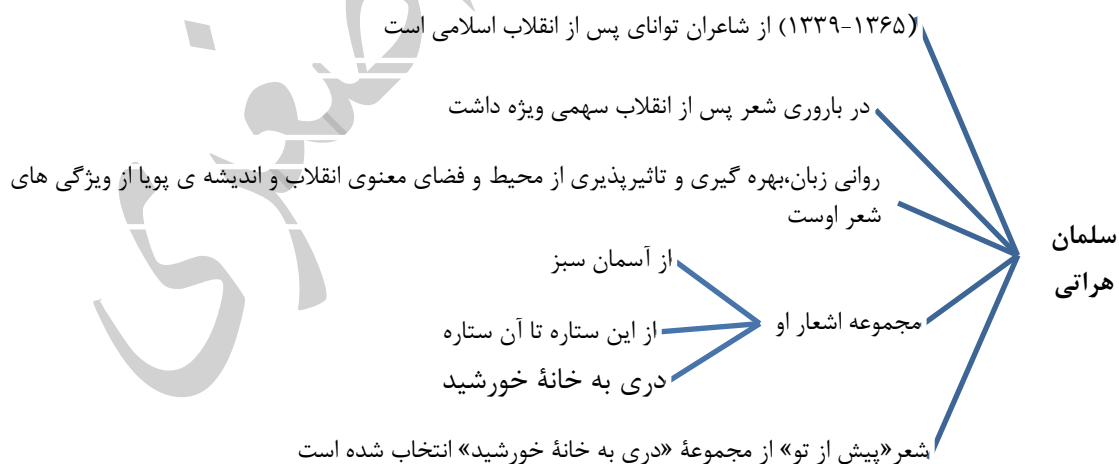 (۱۳۳۹-۱۳۶۵) از شاعران توانای پس از انقلاب اسلامی است
در باروری شعر پس از انقلاب سهمی ویژه داشت
روانی زبان،بهره گیری و تاثیرپذیری از محیط و فضای معنوی انقلاب و اندیشه ی پویا از ویژگی های
شعر اوست
سلمان
هراتی
از آسمان سبز
مجموعه اشعار او
از این ستاره تا آن ستاره
دری به خانهٔ خورشید
شعر«پیش از تو» از مجموعهٔ «دری به خانهٔ خورشید» انتخاب شده است